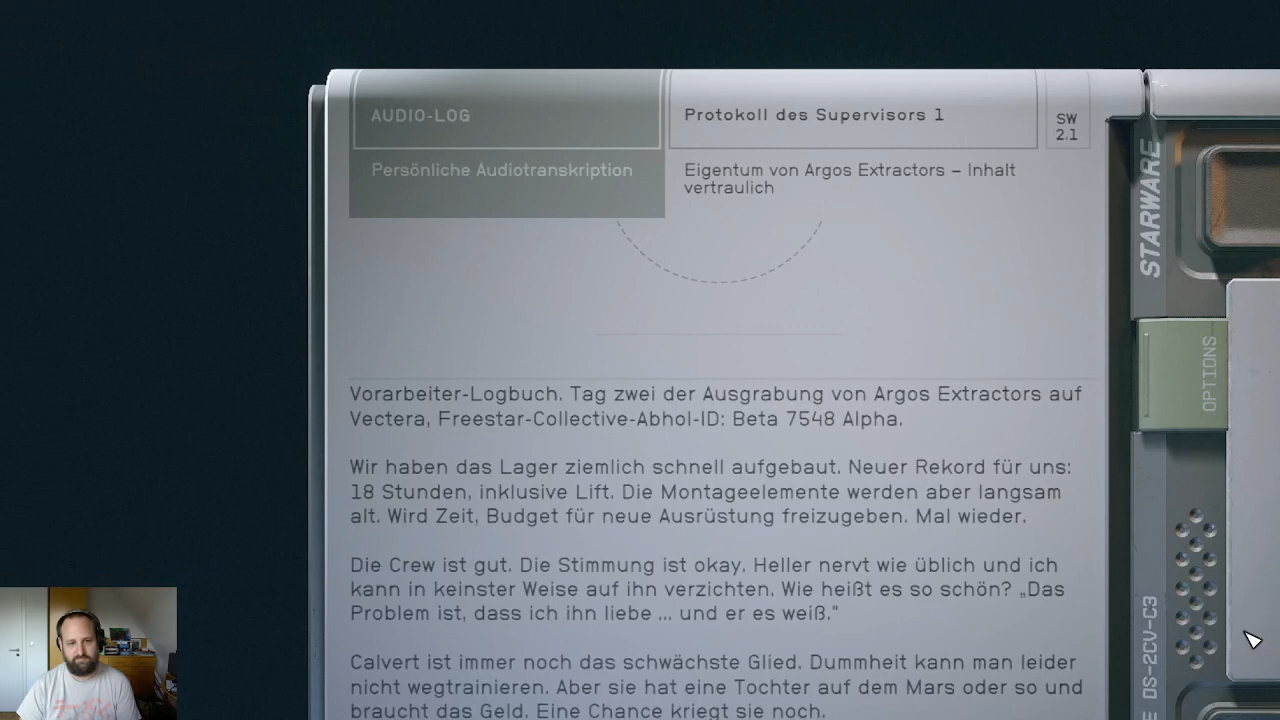 AUDIO-LOG
Protokoll des Supervisors 1
SW
2.1
Persönliche Audiotranskription
Eigentum von Argos Extractors – Inhalt
vertraulich
STARWARE
OPTIONS
Vorarbeiter-Logbuch. Tag zwei der Ausgrabung von Argos Extractors auf
Vectera, Freestar-Collective-Abhol-ID: Beta 7548 Alpha.
Wir haben das Lager ziemlich schnell aufgebaut. Neuer Rekord für uns:
18 Stunden, inklusive Lift. Die Montageelemente werden aber langsam
alt. Wird Zeit, Budget für neue Ausrüstung freizugeben. Mal wieder.
Die Crew ist gut. Die Stimmung ist okay. Heller nervt wie üblich und ich
kann in keinster Weise auf ihn verzichten. Wie heißt es so schön? „Das
Problem ist, dass ich ihn liebe ... und er es weiß.“
Calvert ist immer noch das schwächste Glied. Dummheit kann man leider
nicht wegtrainieren. Aber sie hat eine Tochter auf dem Mars oder so und
braucht das Geld. Eine Chance kriegt sie noch.
DS-2CV-C3